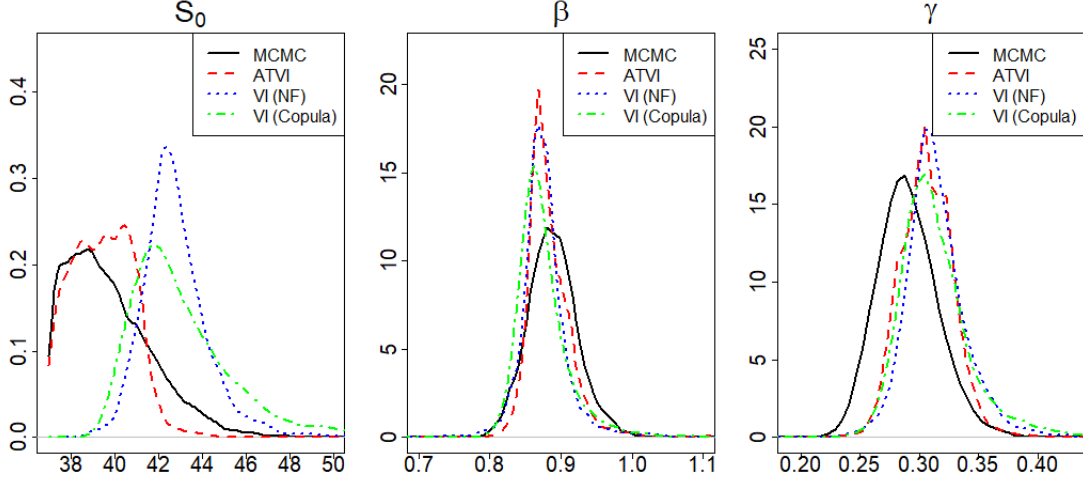 S0
MCMC
ATVI
VI (NF)
VI (Copula)
0.0 0.1 0.2 0.3 0.4
38 40 42 44 46 48 50
β
MCMC
ATVI
VI (NF)
VI (Copula)
0 5 10 15 20
0.7 0.8 0.9 1.0 1.1
γ
MCMC
ATVI
VI (NF)
VI (Copula)
0 5 10 15 20 25
0.20 0.25 0.30 0.35 0.40